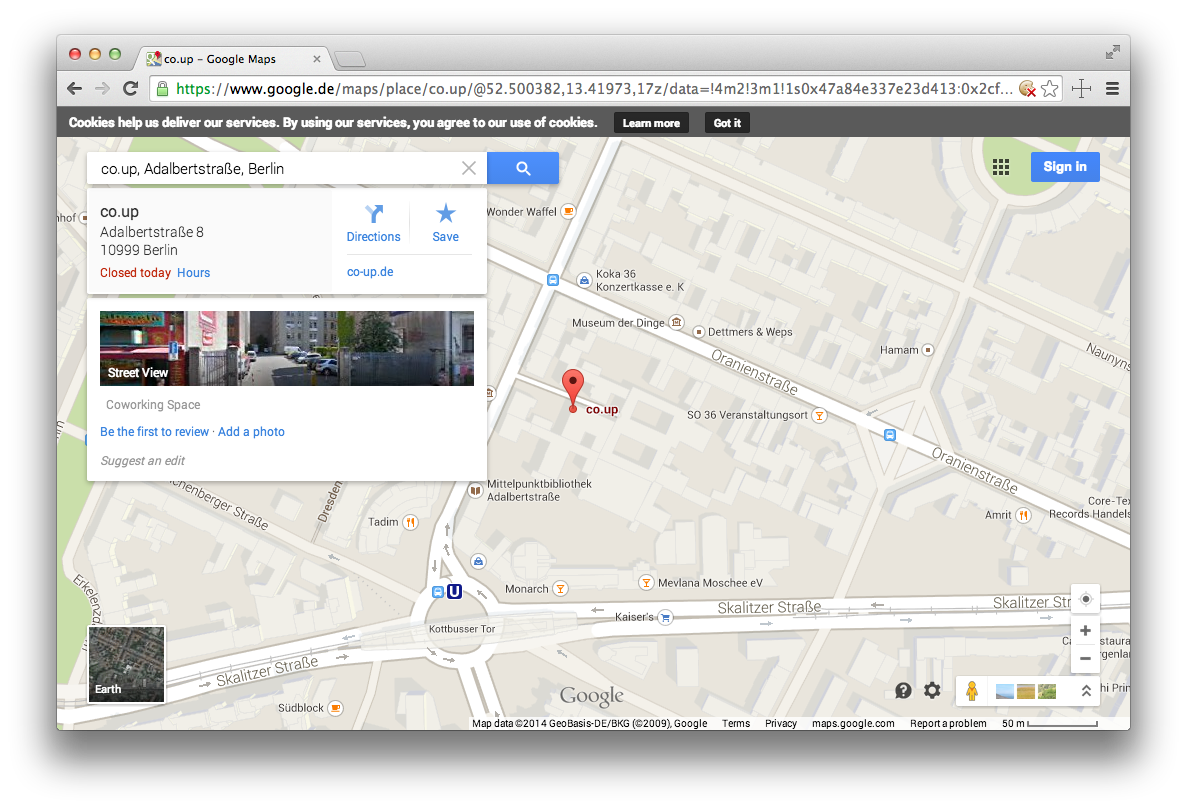 co.up - Google Maps
https://www.google.de/maps/place/co.up/@52.500382,13.41973,17z/data=!4m2!3m1!1s0x47a84e337e23d413:0x2cf...
Cookies help us deliver our services. By using our services, you agree to our use of cookies.
Learn more
Got it
co.up, Adalbertstraße, Berlin
Sign in
co.up
Adalbertstraße 8
10999 Berlin
Closed today Hours
Directions
Save
co-up.de
Street View
Coworking Space
Be the first to review · Add a photo
Suggest an edit
Wonder Waffel
Koka 36
Konzertkasse e. K
Museum der Dinge
Dettmers & Weps
Hamam
Naunyns
Oranienstraße
co.up
SO 36 Veranstaltungsort
Oranienstraße
Mittelpunktbibliothek
Adalbertstraße
Dresden
chenberger Straße
Tadim
Core-Tex
Records Handels
Amrit
U
Monarch
Mevlana Moschee eV
Kaiser's
Skalitzer Straße
Skalitzer Str
Kottbusser Tor
Erkelenz
Skalitzer Straße
Earth
Südblock
Google
Map data ©2014 GeoBasis-DE/BKG (©2009), Google
Terms
Privacy
maps.google.com
Report a problem
50 m